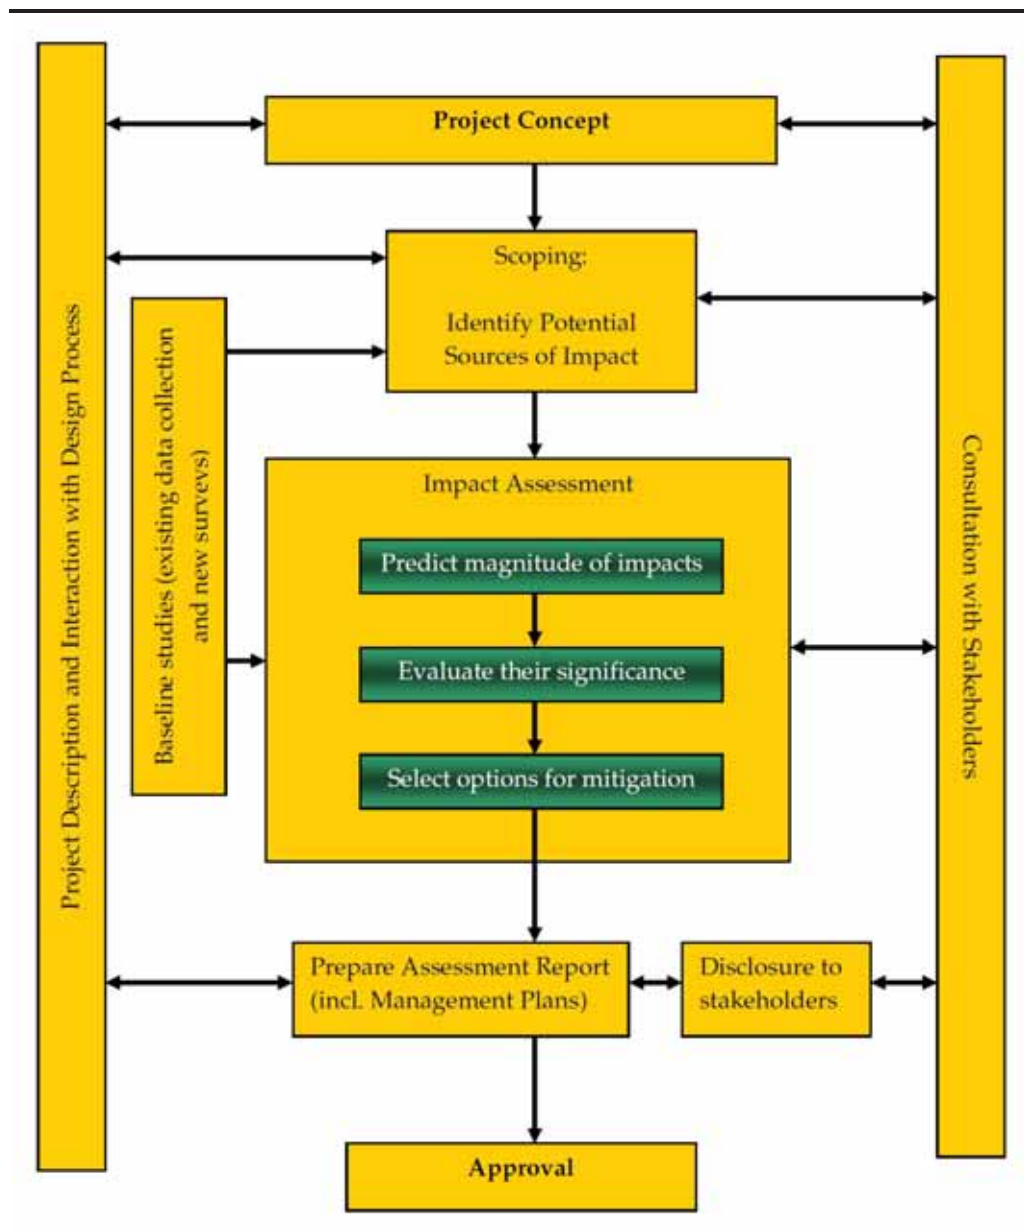 Project Concept
Scoping:
Identify Potential
Sources of Impact
Project Description and Interaction with Design Process
Baseline studies (existing data collection
and new surveys)
Impact Assessment
Predict magnitude of impacts
Evaluate their significance
Select options for mitigation
Consultation with Stakeholders
Prepare Assessment Report
(incl. Management Plans)
Disclosure to
stakeholders
Approval